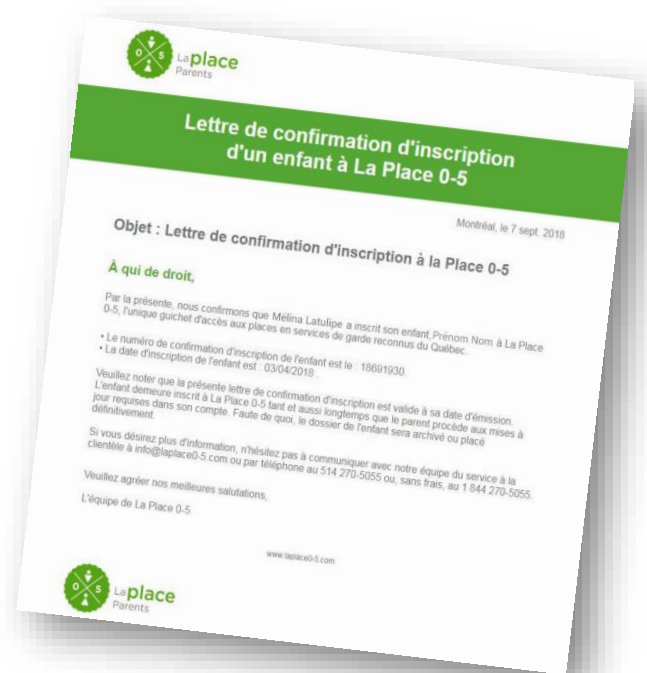 0 5
La place
Parents
Lettre de confirmation d'inscription
d'un enfant à La Place 0-5
Montréal, le 7 sept. 2018
Objet : Lettre de confirmation d'inscription à la Place 0-5
À qui de droit,
Par la présente, nous confirmons que Mélina Latulipe a inscrit son enfant,Prénom Nom à La Place
0-5, l'unique guichet d'accès aux places en services de garde reconnus du Québec.
• Le numéro de confirmation d'inscription de l'enfant est le : 18691930.
• La date d'inscription de l'enfant est : 03/04/2018 .
Veuillez noter que la présente lettre de confirmation d'inscription est valide à sa date d'émission.
L'enfant demeure inscrit à La Place 0-5 tant et aussi longtemps que le parent procède aux mises à
jour requises dans son compte. Faute de quoi, le dossier de l'enfant sera archivé ou placé
définitivement.
Si vous désirez plus d'information, n'hésitez pas à communiquer avec notre équipe du service à la
clientèle à info@laplace0-5.com ou par téléphone au 514 270-5055 ou, sans frais, au 1 844 270-5055.
Veuillez agréer nos meilleures salutations,
L'équipe de La Place 0-5.
www.laplace0-5.com
0 5
La place
Parents